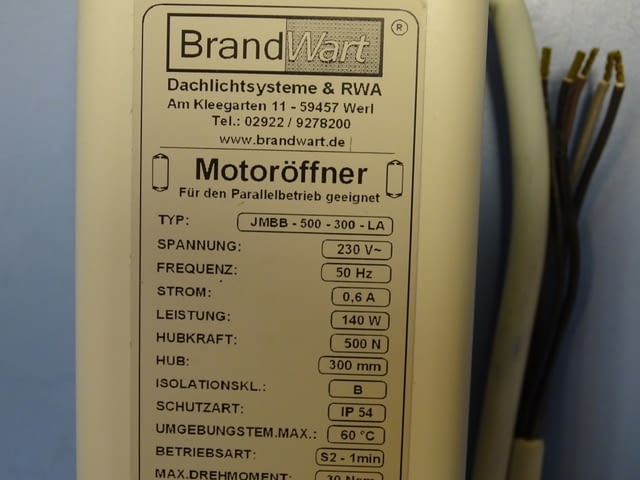 BrandWart ®
Dachlichtsysteme & RWA
Am Kleegarten 11 - 59457 Werl
Tel.: 02922 / 9278200
www.brandwart.de
Motoröffner
Für den Parallelbetrieb geeignet
TYP: JMBB - 500 - 300 - LA
SPANNUNG: 230 V~
FREQUENZ: 50 Hz
STROM: 0,6 A
LEISTUNG: 140 W
HUBKRAFT: 500 N
HUB: 300 mm
ISOLATIONSKL.: B
SCHUTZART: IP 54
UMGEBUNGSTEM.MAX.: 60 °C
BETRIEBSART: S2 - 1min
MAX.DREHMOMENT: